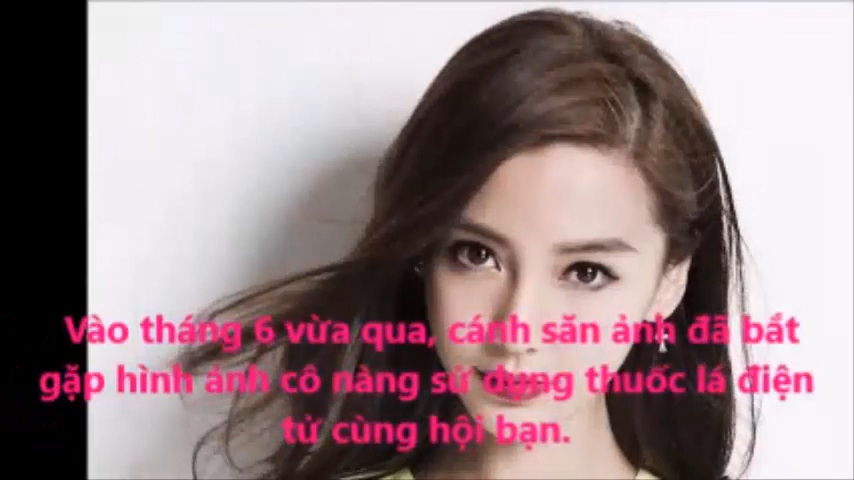 Vào tháng 6 vừa qua, cánh săn ảnh đã bắt
gặp hình ảnh cô nàng sử dụng thuốc lá điện
tử cùng hội bạn.